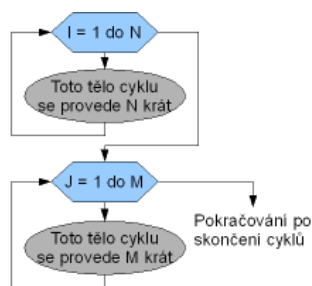 I = 1 do N
Toto tělo cyklu
se provede N krát
J = 1 do M
Toto tělo cyklu
se provede M krát
Pokračování po
skončení cyklů